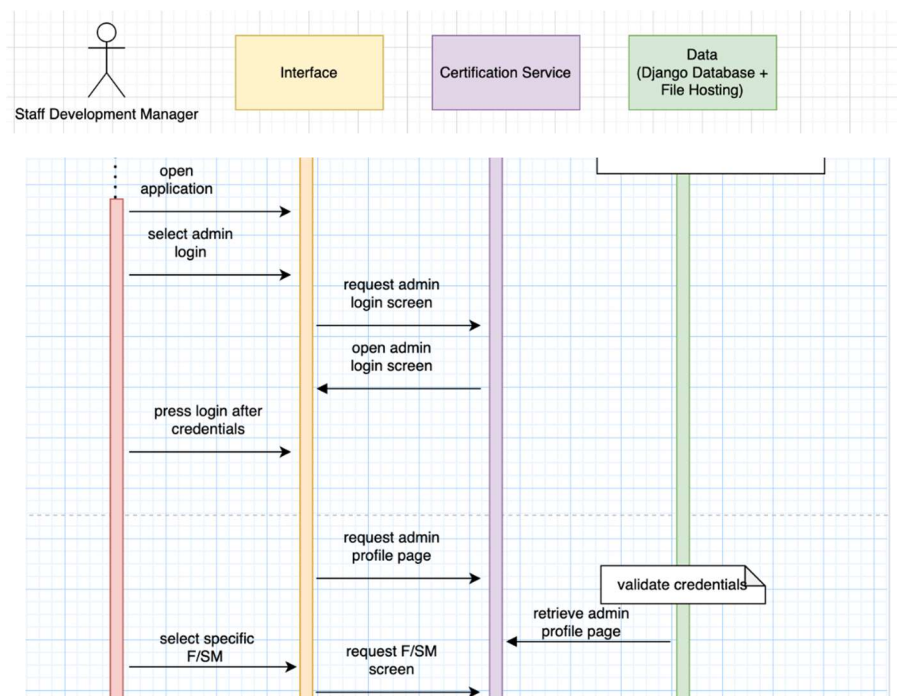 Staff Development Manager
Interface
Certification Service
Data
(Django Database +
File Hosting)
open
application
select admin
login
request admin
login screen
open admin
login screen
press login after
credentials
request admin
profile page
validate credentials
retrieve admin
profile page
select specific
F/SM
request F/SM
screen